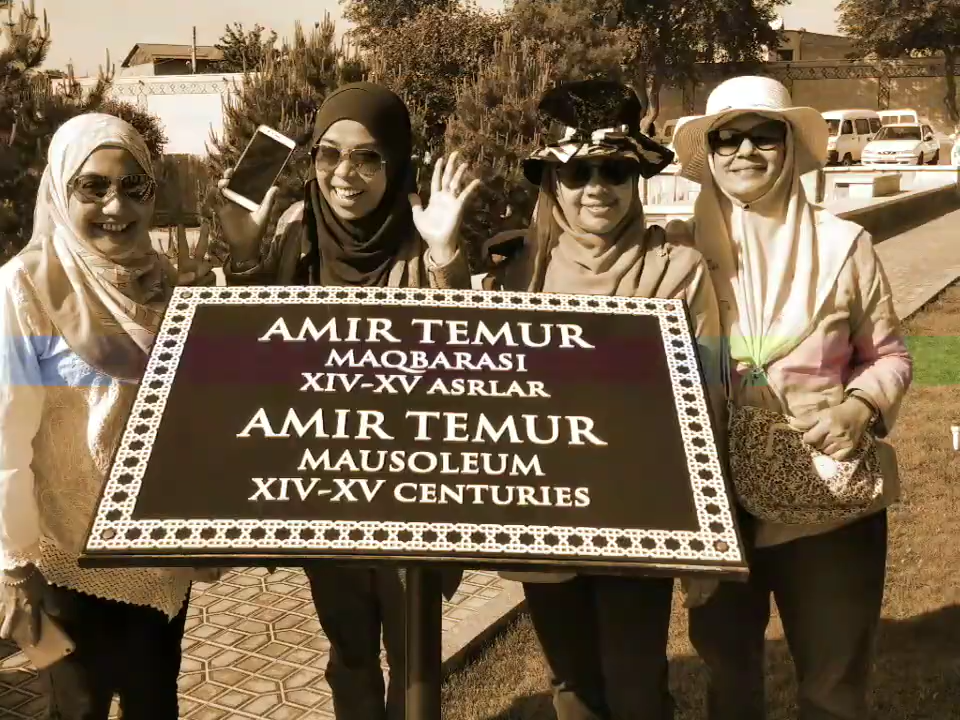 AMIR TEMUR
MAQBARASI
XIV-XV ASRLAR
AMIR TEMUR
MAUSOLEUM
XIV-XV CENTURIES